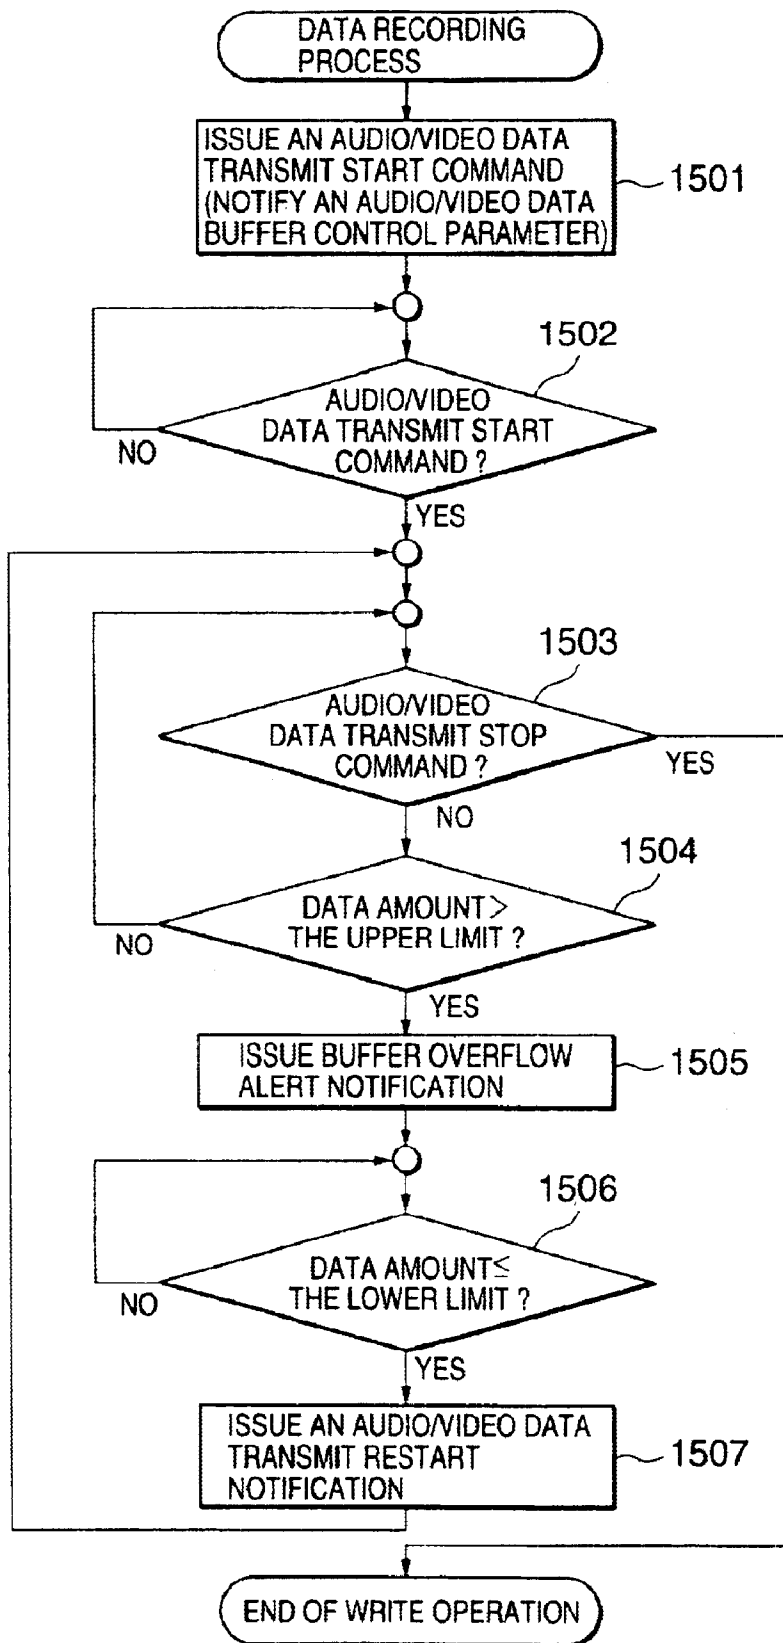 DATA RECORDING
PROCESS
ISSUE AN AUDIO/VIDEO DATA
TRANSMIT START COMMAND
(NOTIFY AN AUDIO/VIDEO DATA
BUFFER CONTROL PARAMETER)
1501
1502
AUDIO/VIDEO
DATA TRANSMIT START
COMMAND ?
NO
YES
1503
AUDIO/VIDEO
DATA TRANSMIT STOP
COMMAND ?
YES
NO
1504
DATA AMOUNT >
THE UPPER LIMIT ?
NO
YES
ISSUE BUFFER OVERFLOW
ALERT NOTIFICATION
1505
1506
DATA AMOUNT ≤
THE LOWER LIMIT ?
NO
YES
ISSUE AN AUDIO/VIDEO DATA
TRANSMIT RESTART
NOTIFICATION
1507
END OF WRITE OPERATION